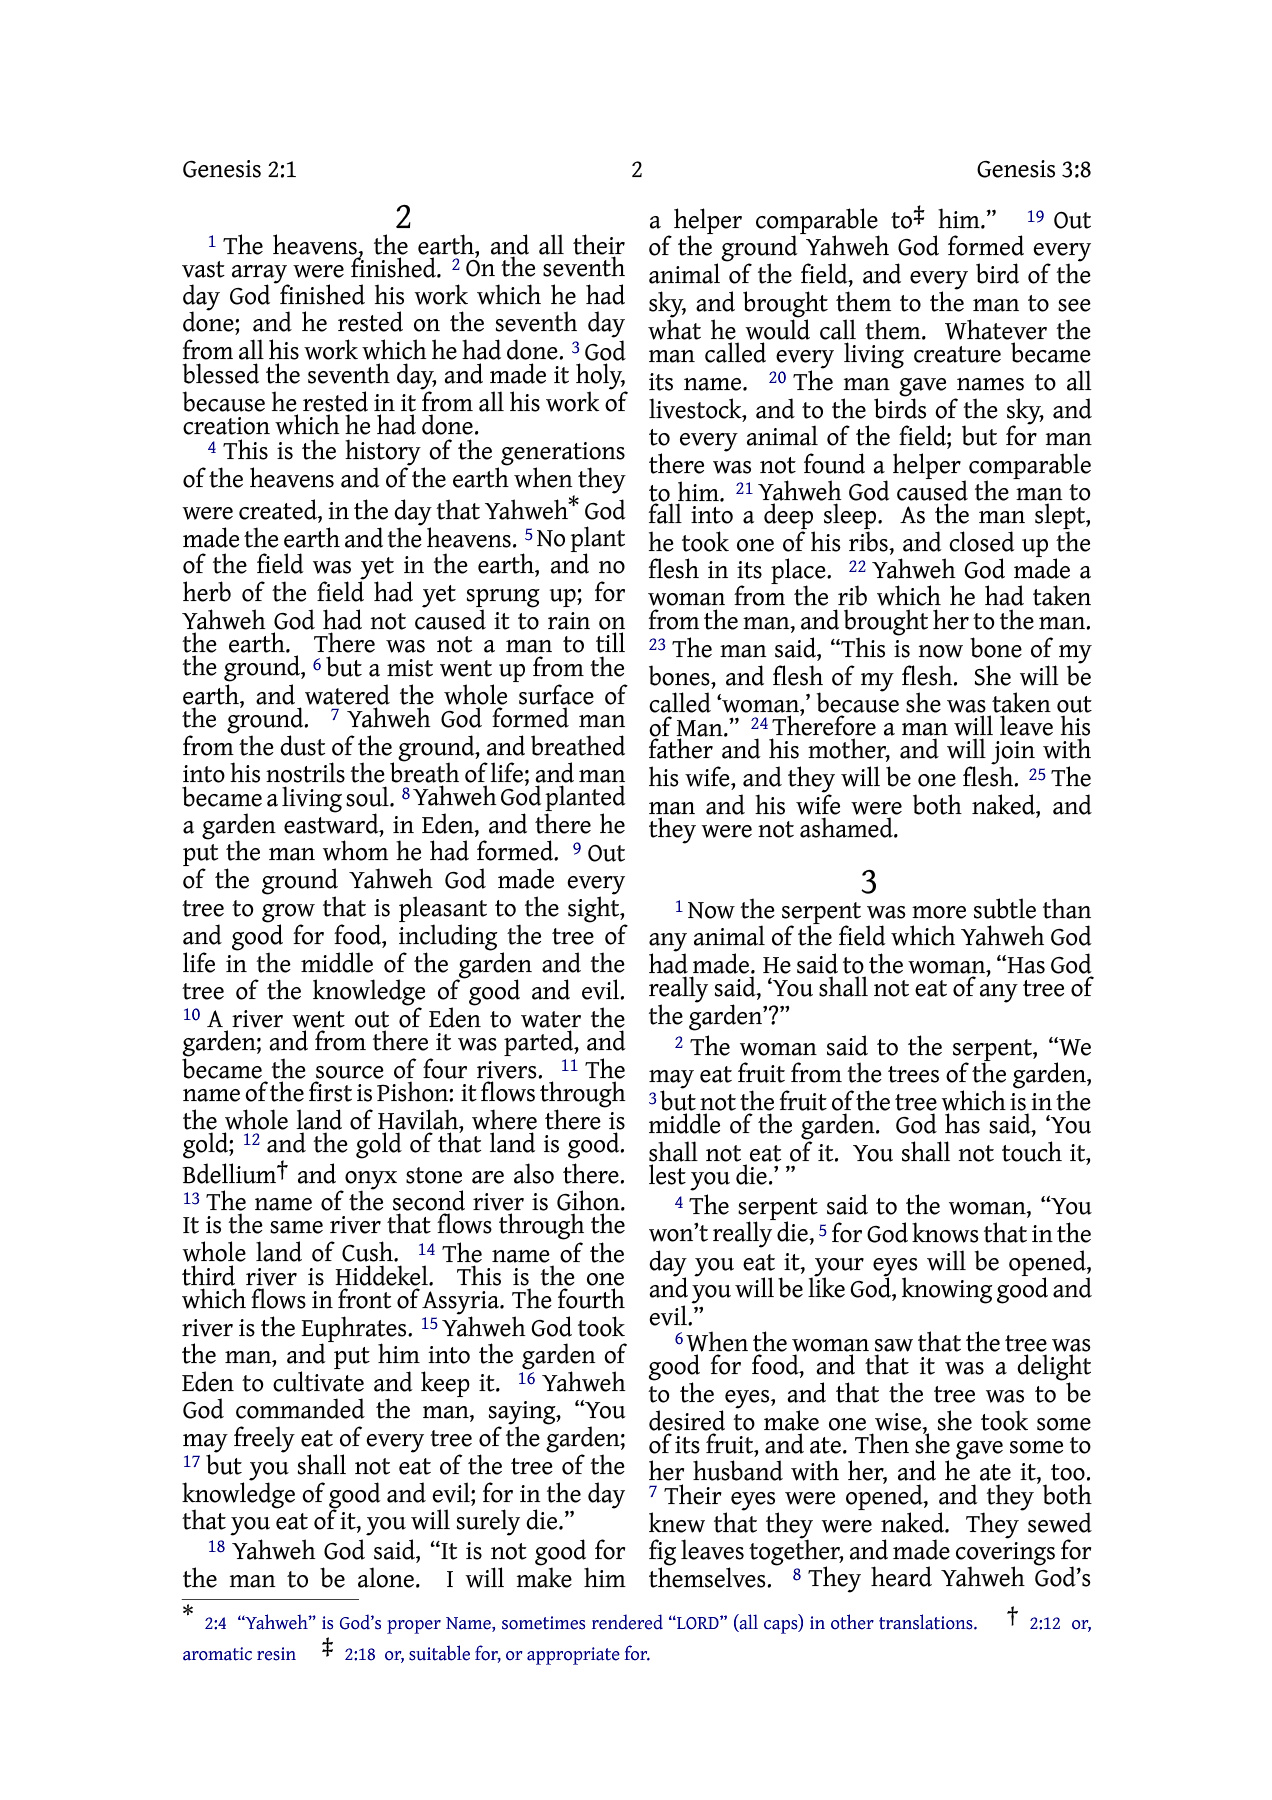 Genesis 2:1 2 Genesis 3:8
2
1 The heavens, the earth, and all their
vast array were finished. 2 On the seventh
day God finished his work which he had
done; and he rested on the seventh day
from all his work which he had done. 3 God
blessed the seventh day, and made it holy,
because he rested in it from all his work of
creation which he had done.
4 This is the history of the generations
of the heavens and of the earth when they
were created, in the day that Yahweh* God
made the earth and the heavens. 5 No plant
of the field was yet in the earth, and no
herb of the field had yet sprung up; for
Yahweh God had not caused it to rain on
the earth. There was not a man to till
the ground, 6 but a mist went up from the
earth, and watered the whole surface of
the ground. 7 Yahweh God formed man
from the dust of the ground, and breathed
into his nostrils the breath of life; and man
became a living soul. 8 Yahweh God planted
a garden eastward, in Eden, and there he
put the man whom he had formed. 9 Out
of the ground Yahweh God made every
tree to grow that is pleasant to the sight,
and good for food, including the tree of
life in the middle of the garden and the
tree of the knowledge of good and evil.
10 A river went out of Eden to water the
garden; and from there it was parted, and
became the source of four rivers. 11 The
name of the first is Pishon: it flows through
the whole land of Havilah, where there is
gold; 12 and the gold of that land is good.
Bdellium† and onyx stone are also there.
13 The name of the second river is Gihon.
It is the same river that flows through the
whole land of Cush. 14 The name of the
third river is Hiddekel. This is the one
which flows in front of Assyria. The fourth
river is the Euphrates. 15 Yahweh God took
the man, and put him into the garden of
Eden to cultivate and keep it. 16 Yahweh
God commanded the man, saying, “You
may freely eat of every tree of the garden;
17 but you shall not eat of the tree of the
knowledge of good and evil; for in the day
that you eat of it, you will surely die.”
18 Yahweh God said, “It is not good for
the man to be alone. I will make him
a helper comparable to‡ him.” 19 Out
of the ground Yahweh God formed every
animal of the field, and every bird of the
sky, and brought them to the man to see
what he would call them. Whatever the
man called every living creature became
its name. 20 The man gave names to all
livestock, and to the birds of the sky, and
to every animal of the field; but for man
there was not found a helper comparable
to him. 21 Yahweh God caused the man to
fall into a deep sleep. As the man slept,
he took one of his ribs, and closed up the
flesh in its place. 22 Yahweh God made a
woman from the rib which he had taken
from the man, and brought her to the man.
23 The man said, “This is now bone of my
bones, and flesh of my flesh. She will be
called ‘woman,’ because she was taken out
of Man.” 24 Therefore a man will leave his
father and his mother, and will join with
his wife, and they will be one flesh. 25 The
man and his wife were both naked, and
they were not ashamed.
3
1 Now the serpent was more subtle than
any animal of the field which Yahweh God
had made. He said to the woman, “Has God
really said, ‘You shall not eat of any tree of
the garden’?”
2 The woman said to the serpent, “We
may eat fruit from the trees of the garden,
3 but not the fruit of the tree which is in the
middle of the garden. God has said, ‘You
shall not eat of it. You shall not touch it,
lest you die.’ ”
4 The serpent said to the woman, “You
won’t really die, 5 for God knows that in the
day you eat it, your eyes will be opened,
and you will be like God, knowing good and
evil.”
6 When the woman saw that the tree was
good for food, and that it was a delight
to the eyes, and that the tree was to be
desired to make one wise, she took some
of its fruit, and ate. Then she gave some to
her husband with her, and he ate it, too.
7 Their eyes were opened, and they both
knew that they were naked. They sewed
fig leaves together, and made coverings for
themselves. 8 They heard Yahweh God’s
* 2:4 “Yahweh” is God’s proper Name, sometimes rendered “LORD” (all caps) in other translations. † 2:12 or,
aromatic resin ‡ 2:18 or, suitable for, or appropriate for.